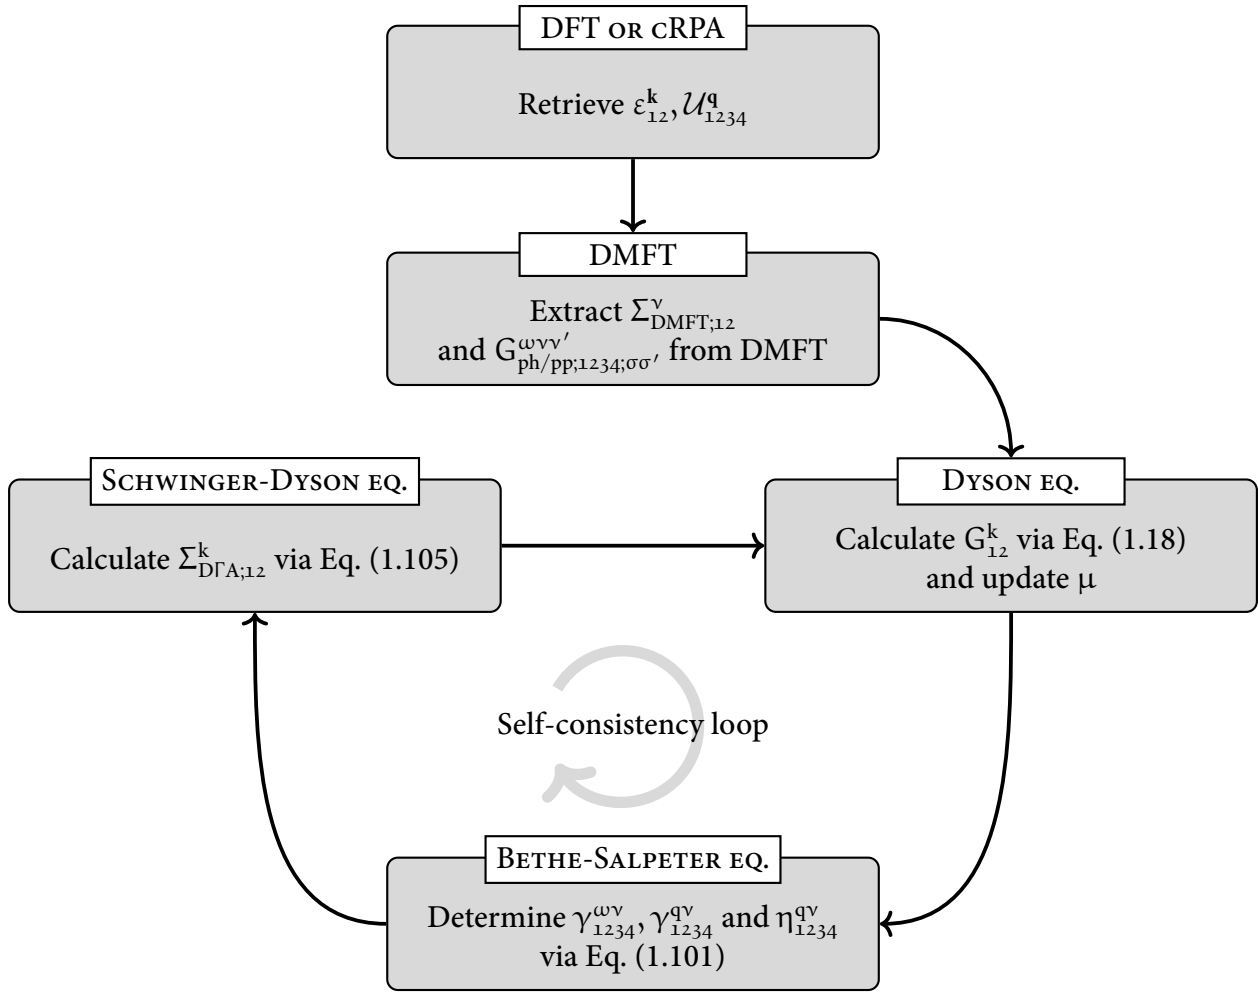 DFT OR CRPA
Retrieve ε₁₂ᵏ, 𝒰₁₂₃₄^q
DMFT
Extract Σ^ν_DMFT;12
and G^ωνν′_ph/pp;1234;σσ′ from DMFT
SCHWINGER-DYSON EQ.
Calculate Σ^k_DΓA;12 via Eq. (1.105)
DYSON EQ.
Calculate G^k_12 via Eq. (1.18)
and update μ
Self-consistency loop
BETHE-SALPETER EQ.
Determine γ^ων_1234, γ^qν_1234 and η^qν_1234
via Eq. (1.101)